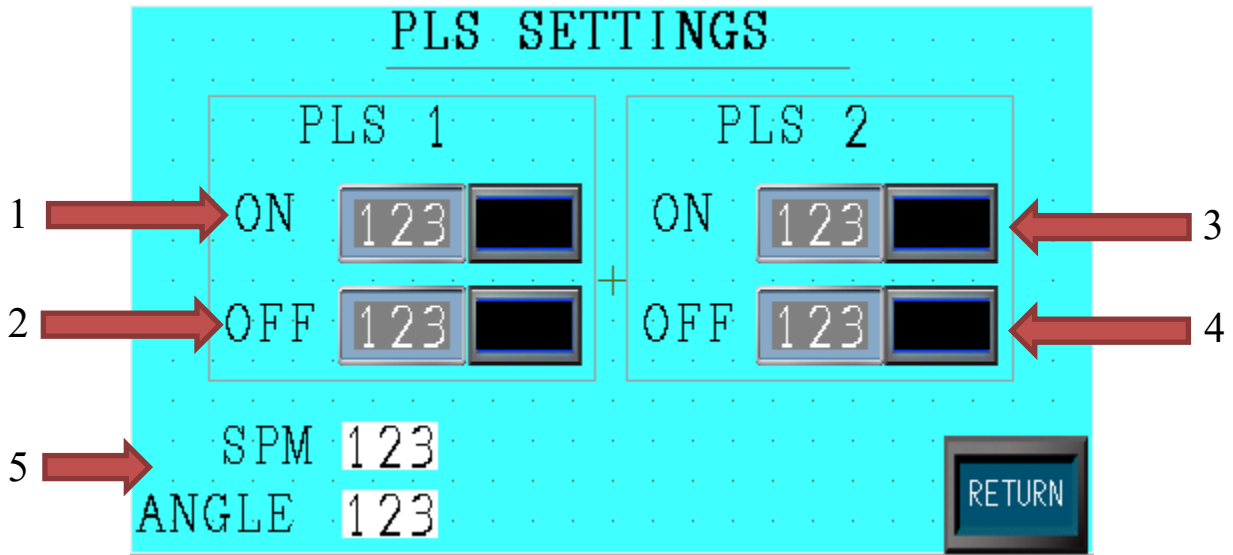 PLS SETTINGS
PLS 1
PLS 2
1
ON 123
ON 123
3
2
OFF 123
OFF 123
4
5
SPM 123
ANGLE 123
RETURN